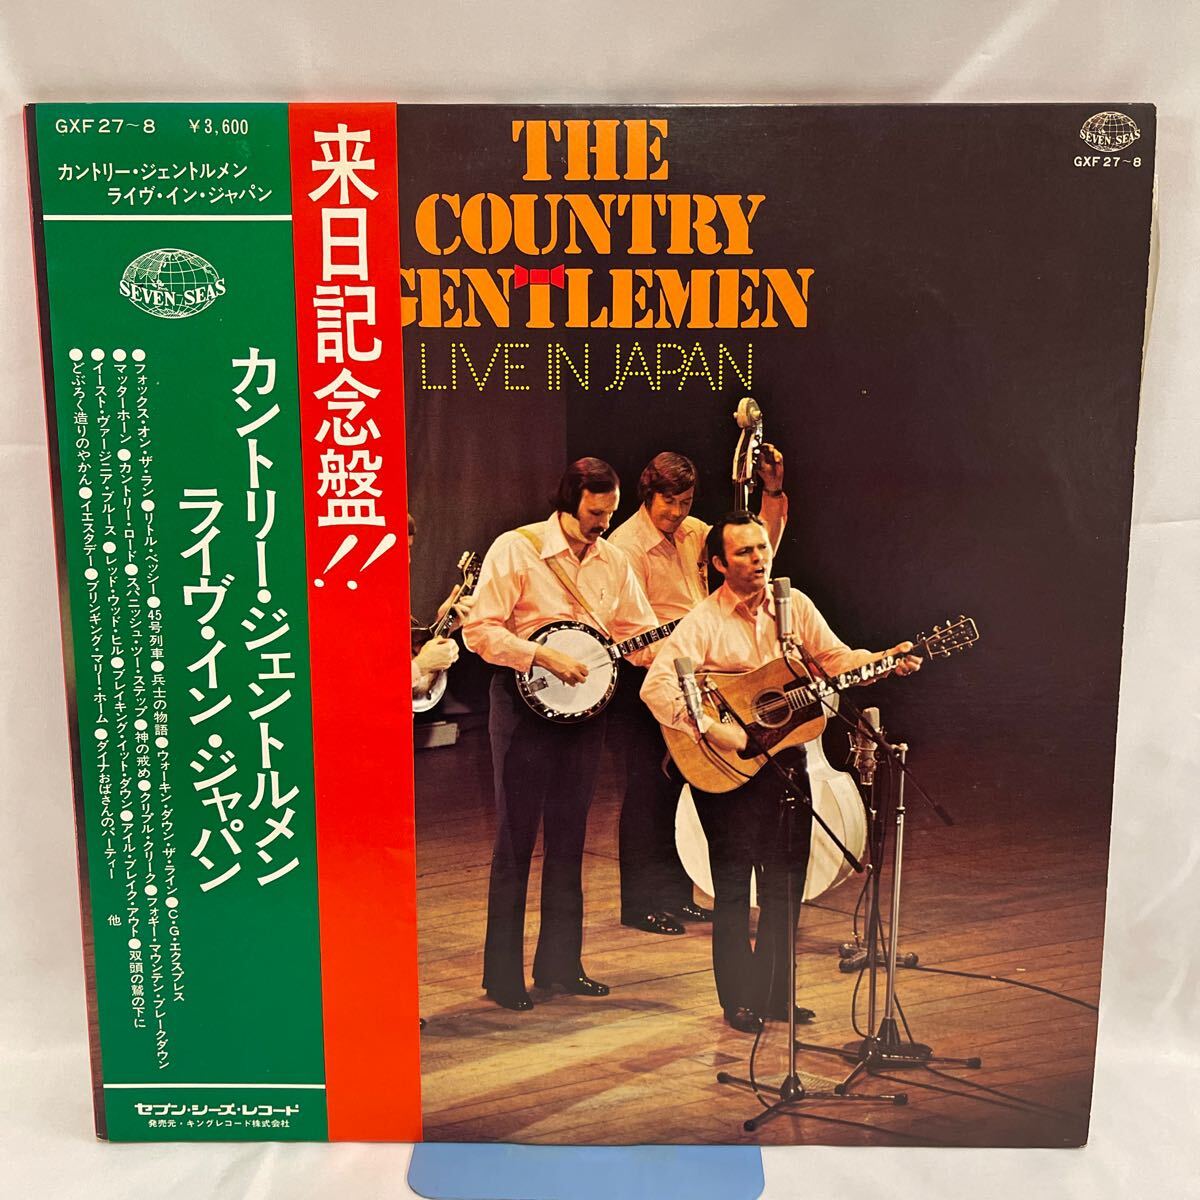 GXF 27~8 ¥3,600
カントリー・ジェントルメン
ライヴ・イン・ジャパン
SEVEN SEAS
カントリー・ジェントルメン
ライヴ・イン・ジャパン
●フォックス・オン・ザ・ラン●リトル・ベッシー●45号列車●兵士の物語●ウォーキン・ダウン・ザ・ライン●C・G・エクスプレス
●マッターホーン●カントリー・ロード●スパニッシュ・ツー・ステップ●神の戒め●クリプル・クリーク●フォギー・マウンテン・ブレークダウン
●イースト・ヴァージニア・ブルース●レッド・ウッド・ヒル●ブレイキング・イット・ダウン●アイル・ブレイク・アウト●双頭の鷲の下に
●どぶろく造りのやかん●イエスタデー●ブリンギング・マリー・ホーム●ダイナおばさんのパーティー 他
セブン・シーズ・レコード
発売元・キングレコード株式会社
来日記念盤!!
THE
COUNTRY
GENTLEMEN
LIVE IN JAPAN
SEVEN SEAS
GXF 27~8